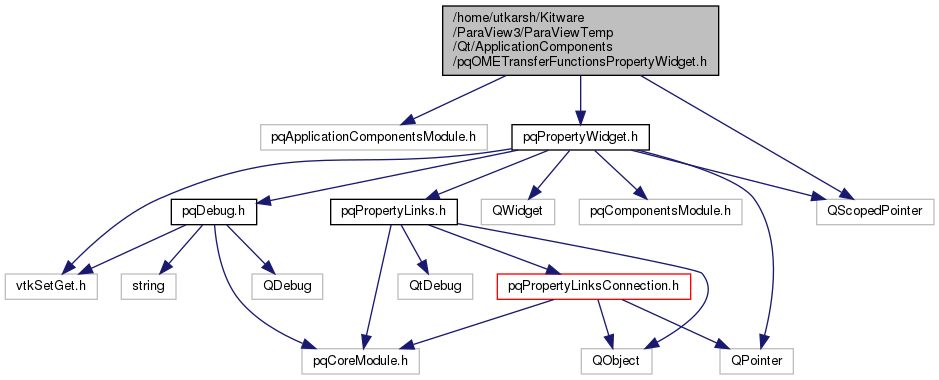 /home/utkarsh/Kitware
/ParaView3/ParaViewTemp
/Qt/ApplicationComponents
/pqOMETransferFunctionsPropertyWidget.h
pqApplicationComponentsModule.h
pqPropertyWidget.h
pqDebug.h
pqPropertyLinks.h
QWidget
pqComponentsModule.h
QScopedPointer
vtkSetGet.h
string
QDebug
QtDebug
pqPropertyLinksConnection.h
pqCoreModule.h
QObject
QPointer